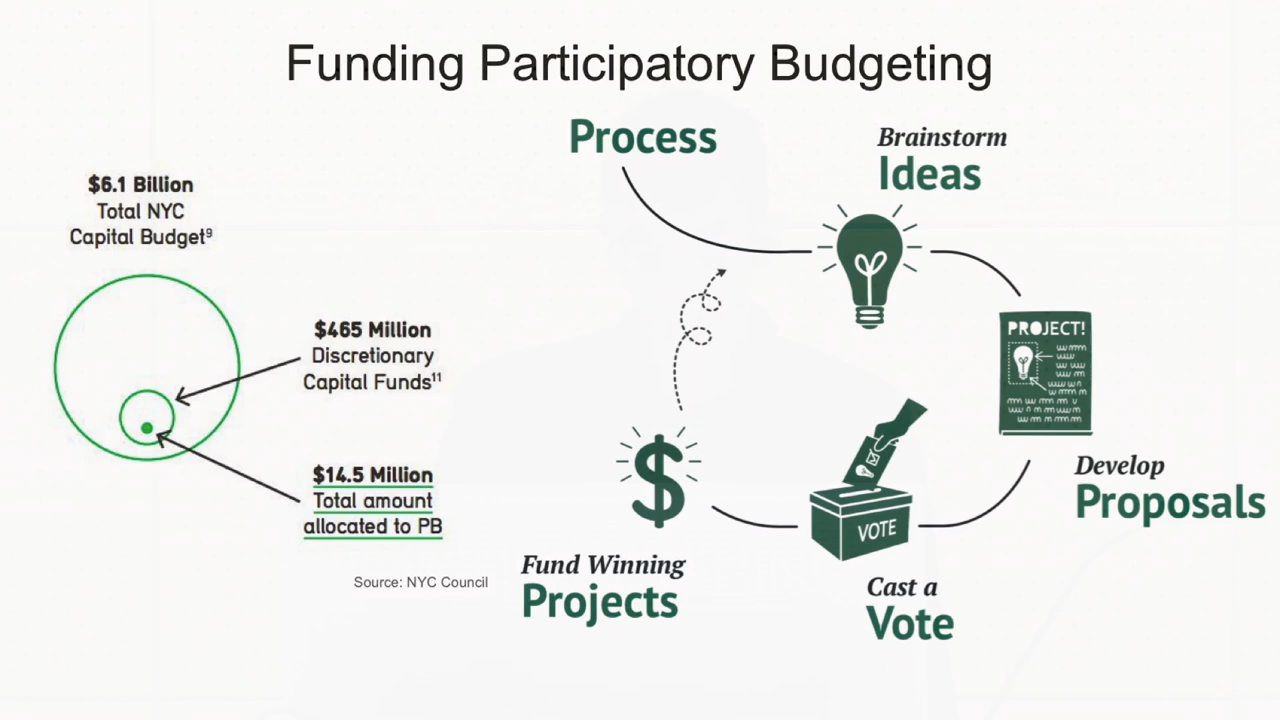 Funding Participatory Budgeting
$6.1 Billion
Total NYC
Capital Budget⁹
$465 Million
Discretionary
Capital Funds¹¹
$14.5 Million
Total amount
allocated to PB
Source: NYC Council
Process
Brainstorm
Ideas
PROJECT!
Develop
Proposals
VOTE
Cast a
Vote
Fund Winning
Projects